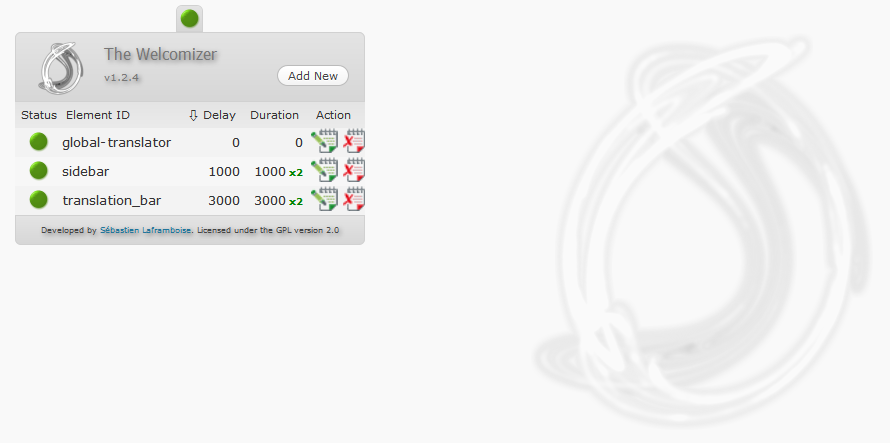 The Welcomizer
v1.2.4
Add New
Status Element ID ⇩ Delay Duration Action
global-translator 0 0
sidebar 1000 1000 x2
translation_bar 3000 3000 x2
Developed by Sébastien Laframboise. Licensed under the GPL version 2.0